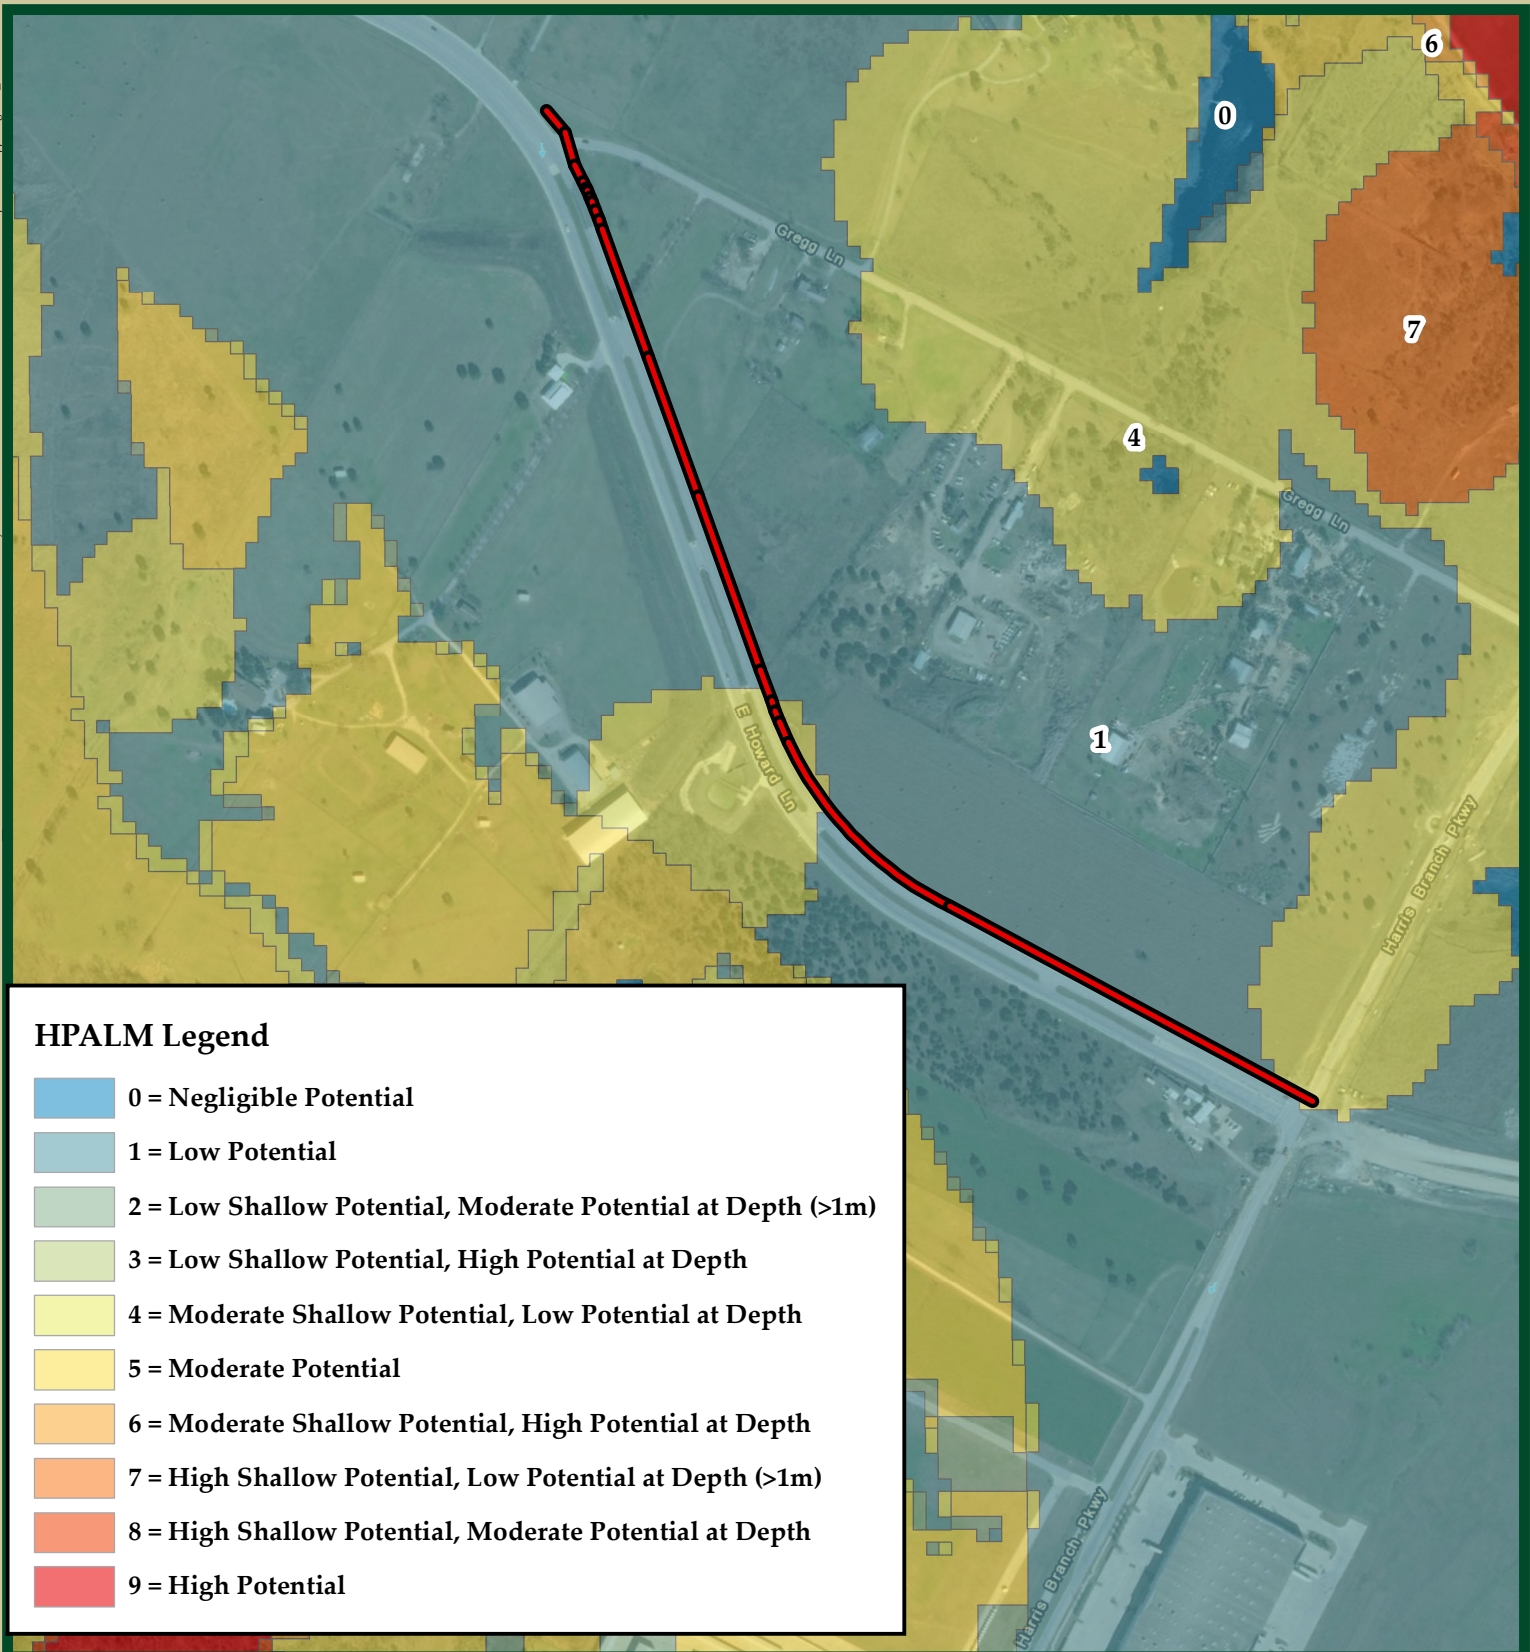 6
0
Gregg Ln
7
4
Gregg Ln
1
E Howard Ln
Harris Branch Pkwy
HPALM Legend
0 = Negligible Potential
1 = Low Potential
2 = Low Shallow Potential, Moderate Potential at Depth (>1m)
3 = Low Shallow Potential, High Potential at Depth
4 = Moderate Shallow Potential, Low Potential at Depth
5 = Moderate Potential
6 = Moderate Shallow Potential, High Potential at Depth
7 = High Shallow Potential, Low Potential at Depth (>1m)
8 = High Shallow Potential, Moderate Potential at Depth
9 = High Potential
Harris Branch Pkwy